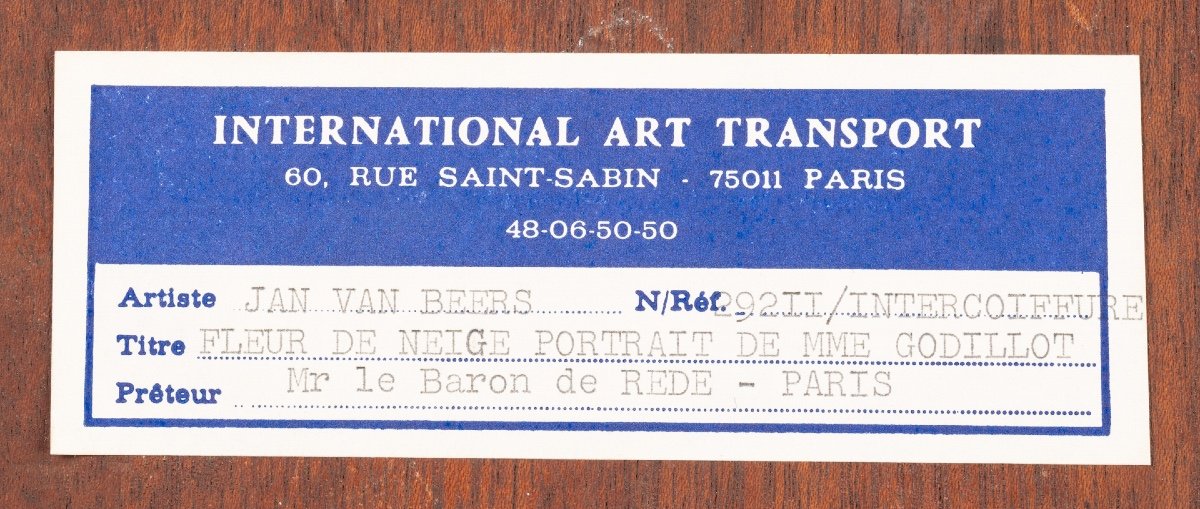 INTERNATIONAL ART TRANSPORT
60, RUE SAINT-SABIN - 75011 PARIS
48-06-50-50
Artiste JAN VAN BEERS N/Réf. 292II/INTERCOIFFURE
Titre FLEUR DE NEIGE PORTRAIT DE MME GODILLOT
Prêteur Mr le Baron de REDE - PARIS